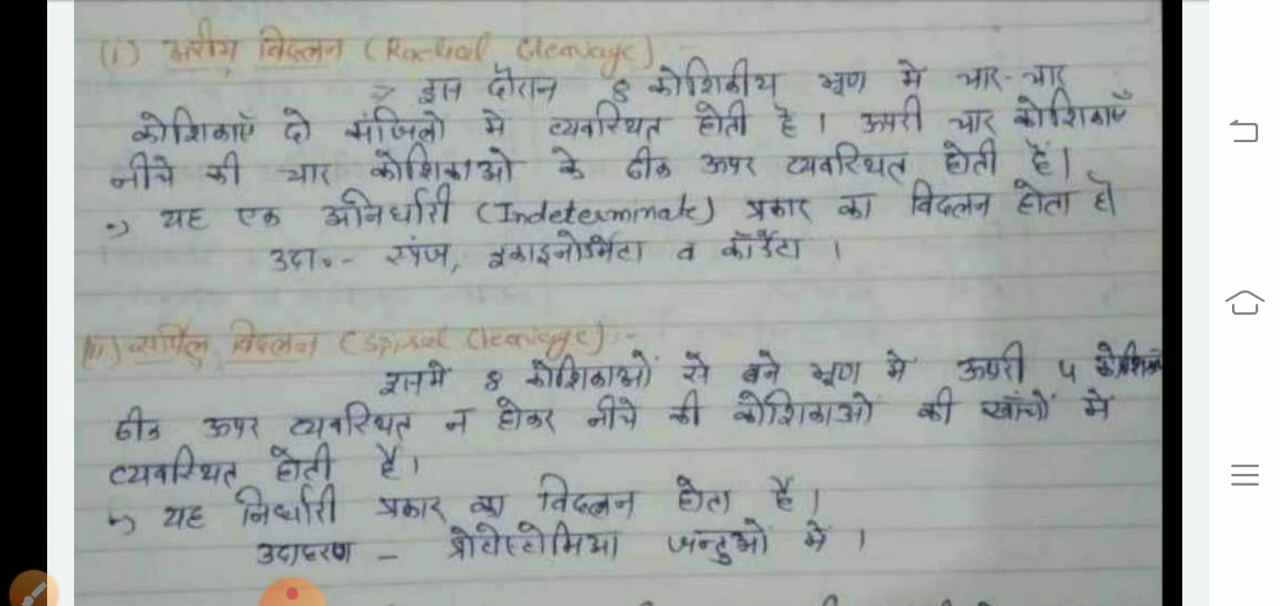 (i) अरीय विदलन (Radial Cleavage)
⇒ इस दौरान 8 कोशिकीय भ्रूण मे चार-चार
कोशिकाएँ दो मंजिलो मे व्यवस्थित होती है । ऊपरी चार कोशिकाएँ
नीचे की चार कोशिकाओ के ठीक ऊपर व्यवस्थित होती हैं।
→ यह एक अनिर्धारी (Indeterminate) प्रकार का विदलन होता है।
उदा०- स्पंज, इकाइनोडर्मेटा व कॉर्डेटा ।
(ii) सर्पिल विदलन (Spiral Cleavage) :-
इसमे 8 कोशिकाओं से बने भ्रूण मे ऊपरी 4
ठीक ऊपर व्यवस्थित न होकर नीचे की कोशिकाओं की खाँचों मे
व्यवस्थित होती हैं।
↳ यह निर्धारी प्रकार का विदलन होता है।
उदाहरण - प्रोटोस्टोमिया जन्तुओं में ।